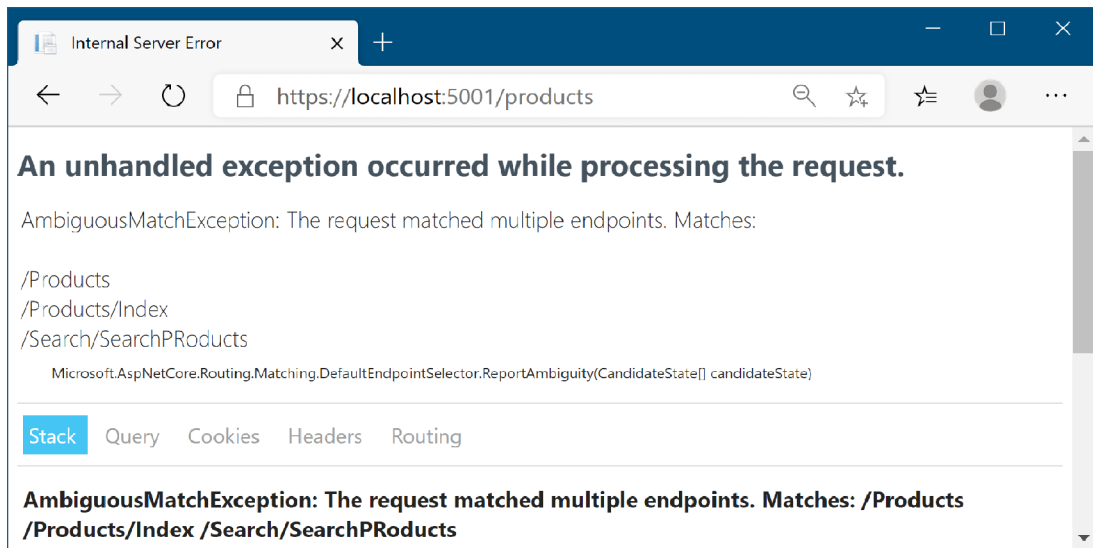 Internal Server Error
https://localhost:5001/products
An unhandled exception occurred while processing the request.
AmbiguousMatchException: The request matched multiple endpoints. Matches:
/Products
/Products/Index
/Search/SearchPRoducts
Microsoft.AspNetCore.Routing.Matching.DefaultEndpointSelector.ReportAmbiguity(CandidateState[] candidateState)
Stack Query Cookies Headers Routing
AmbiguousMatchException: The request matched multiple endpoints. Matches: /Products
/Products/Index /Search/SearchPRoducts